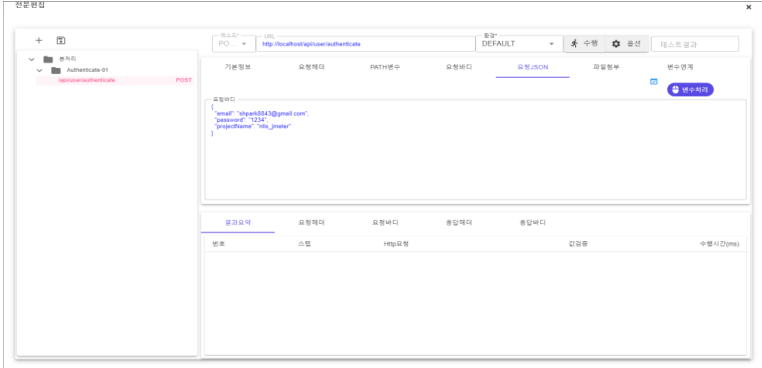 전문편집
본처리
Authenticate-01
/api/user/authenticate POST
메소드*
PO...
URL
http://localhost/api/user/authenticate
환경*
DEFAULT
수행
옵션
테스트결과
기본정보 요청헤더 PATH변수 요청바디 요청JSON 파일첨부 변수연계
변수처리
요청바디
{
"email": "shpark8843@gmail.com",
"password": "1234",
"projectName": "nlls_jmeter"
}
결과요약 요청헤더 요청바디 응답헤더 응답바디
번호 스텝 Http요청 값검증 수행시간(ms)